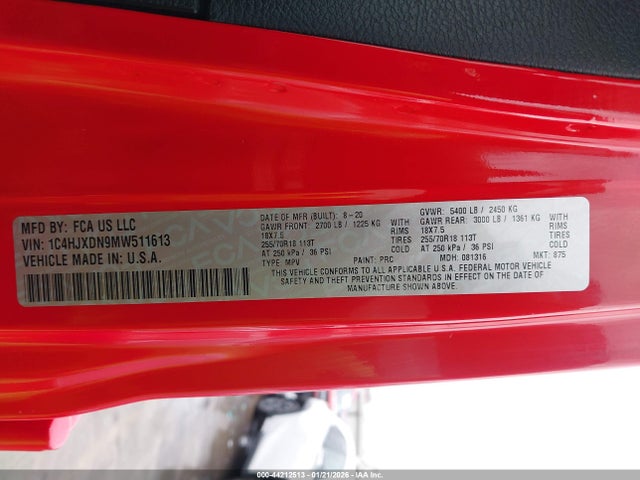 MFD BY: FCA US LLC
VIN: 1C4HJXDN9MW511613
VEHICLE MADE IN: U.S.A.
DATE OF MFR (BUILT): 8-20
GAWR FRONT: 2700 LB / 1225 KG
18X7.5 RIMS
255/70R18 113T TIRES
AT 250 kPa / 36 PSI COLD
TYPE: MPV PAINT: PRC
GVWR: 5400 LB / 2450 KG
GAWR REAR: 3000 LB / 1361 KG
18X7.5 RIMS
255/70R18 113T TIRES
AT 250 kPa / 36 PSI COLD
MDH: 081316 MKT: 875
THIS VEHICLE CONFORMS TO ALL APPLICABLE U.S.A. FEDERAL MOTOR VEHICLE
SAFETY AND THEFT PREVENTION STANDARDS IN EFFECT ON THE DATE OF
MANUFACTURE SHOWN ABOVE.
000-44212513 - 01/21/2026 - IAA Inc.